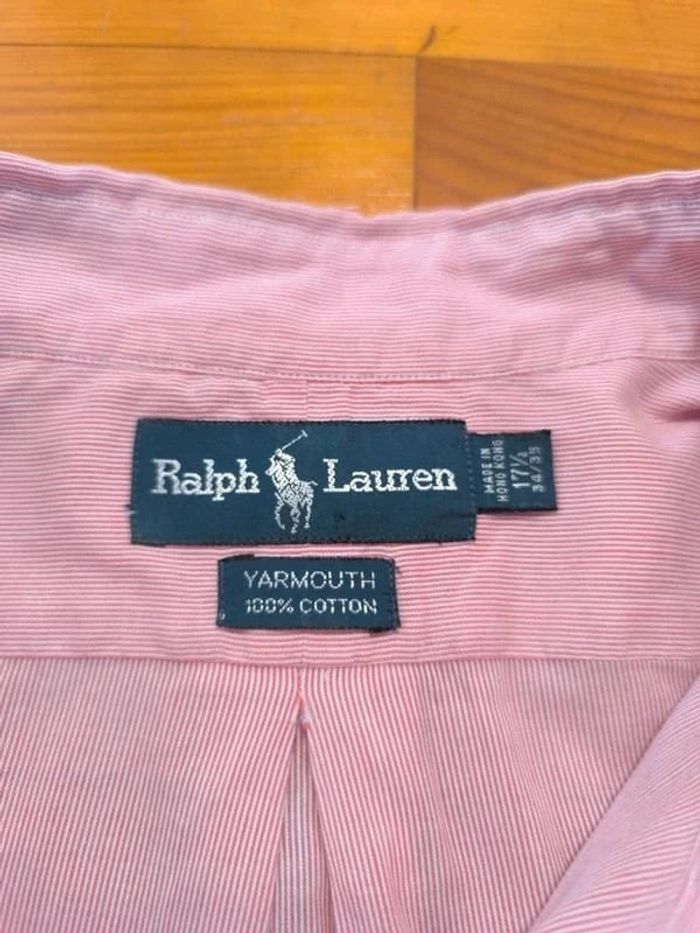 Ralph Lauren
MADE IN
HONG KONG
17½
34/35
YARMOUTH
100% COTTON